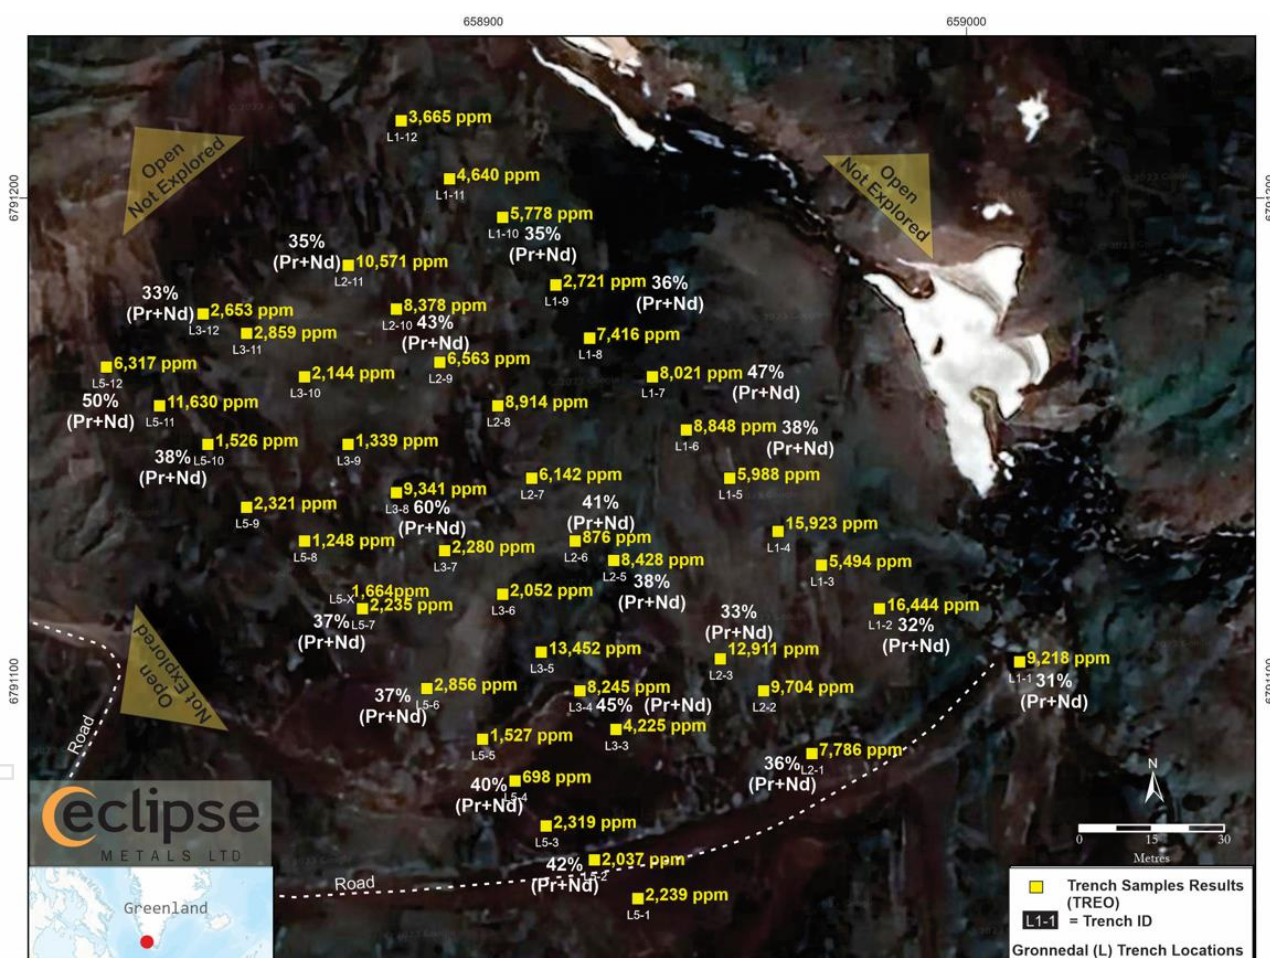 658900
659000
3,665 ppm
L1-12
Open
Not Explored
4,640 ppm
L1-11
Open
Not Explored
6791200
6791200
5,778 ppm
L1-10
35%
(Pr+Nd)
35%
(Pr+Nd)
10,571 ppm
L2-11
2,721 ppm
L1-9
36%
(Pr+Nd)
33%
(Pr+Nd)
2,653 ppm
L3-12
8,378 ppm
L2-10
43%
(Pr+Nd)
2,859 ppm
L3-11
7,416 ppm
L1-8
6,317 ppm
L5-12
50%
(Pr+Nd)
6,563 ppm
L2-9
2,144 ppm
L3-10
8,021 ppm
L1-7
47%
(Pr+Nd)
11,630 ppm
L5-11
8,914 ppm
L2-8
8,848 ppm
L1-6
38%
(Pr+Nd)
1,526 ppm
L5-10
38%
(Pr+Nd)
1,339 ppm
L3-9
6,142 ppm
L2-7
5,988 ppm
L1-5
9,341 ppm
L3-8
60%
(Pr+Nd)
2,321 ppm
L5-9
41%
(Pr+Nd)
876 ppm
L2-6
15,923 ppm
L1-4
1,248 ppm
L5-8
2,280 ppm
L3-7
8,428 ppm
L2-5
38%
(Pr+Nd)
5,494 ppm
L1-3
1,664ppm
L5-X
2,235 ppm
L5-7
37%
(Pr+Nd)
2,052 ppm
L3-6
16,444 ppm
L1-2
32%
(Pr+Nd)
33%
(Pr+Nd)
12,911 ppm
L2-3
13,452 ppm
L3-5
9,218 ppm
L1-1
31%
(Pr+Nd)
6791100
6791100
Open
Not Explored
2,856 ppm
L5-6
37%
(Pr+Nd)
8,245 ppm
L3-4
45%
(Pr+Nd)
9,704 ppm
L2-2
4,225 ppm
L3-3
Road
1,527 ppm
L5-5
7,786 ppm
L2-1
36%
(Pr+Nd)
698 ppm
L5-4
40%
(Pr+Nd)
N
0 15 30
Metres
eclipse
METALS LTD
2,319 ppm
L5-3
2,037 ppm
42%
(Pr+Nd)
Road
2,239 ppm
L5-1
Greenland
Trench Samples Results
(TREO)
L1-1 = Trench ID
Gronnedal (L) Trench Locations